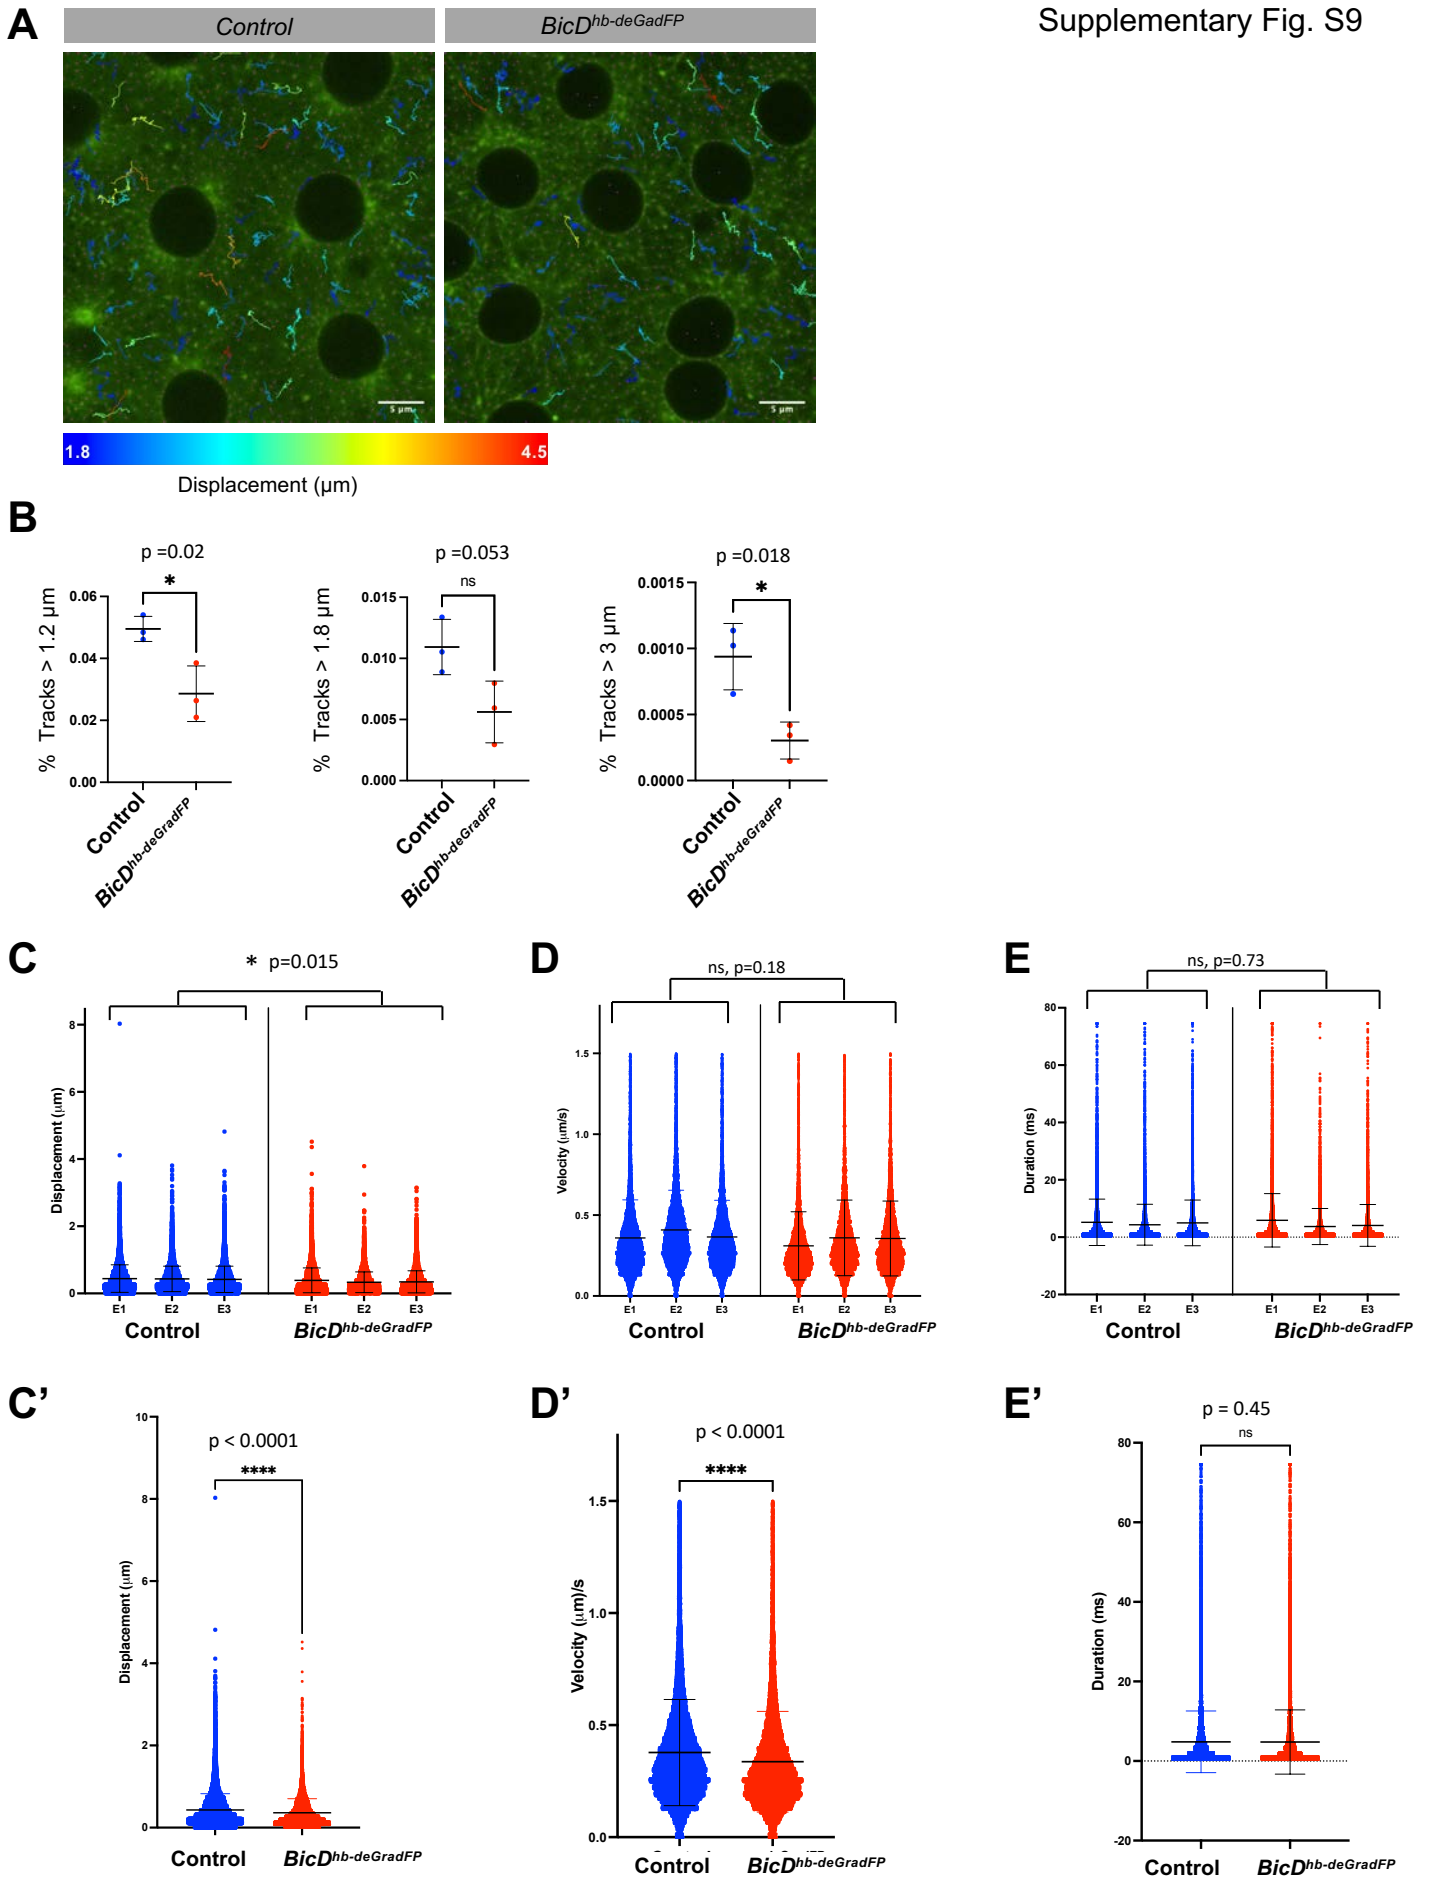 Supplementary Fig. S9
A
Control
BicDhb-deGadFP
5 µm
5 µm
1.8
4.5
Displacement (µm)
B
p =0.02
*
% Tracks > 1.2 µm
0.06
0.04
0.02
0.00
Control
BicDhb-deGradFP
p =0.053
ns
% Tracks > 1.8 µm
0.015
0.010
0.005
0.000
Control
BicDhb-deGradFP
p =0.018
*
% Tracks > 3 µm
0.0015
0.0010
0.0005
0.0000
Control
BicDhb-deGradFP
C
* p=0.015
Displacement (µm)
8
6
4
2
0
E1 E2 E3 E1 E2 E3
Control BicDhb-deGradFP
D
ns, p=0.18
Velocity (µm/s)
1.5
1.0
0.5
0.0
E1 E2 E3 E1 E2 E3
Control BicDhb-deGradFP
E
ns, p=0.73
Duration (ms)
80
60
40
20
0
-20
E1 E2 E3 E1 E2 E3
Control BicDhb-deGradFP
C’
p < 0.0001
****
Displacement (µm)
10
8
6
4
2
0
Control BicDhb-deGradFP
D’
p < 0.0001
****
Velocity (µm)/s
1.5
1.0
0.5
0.0
Control BicDhb-deGradFP
E’
p = 0.45
ns
Duration (ms)
80
60
40
20
0
-20
Control BicDhb-deGradFP